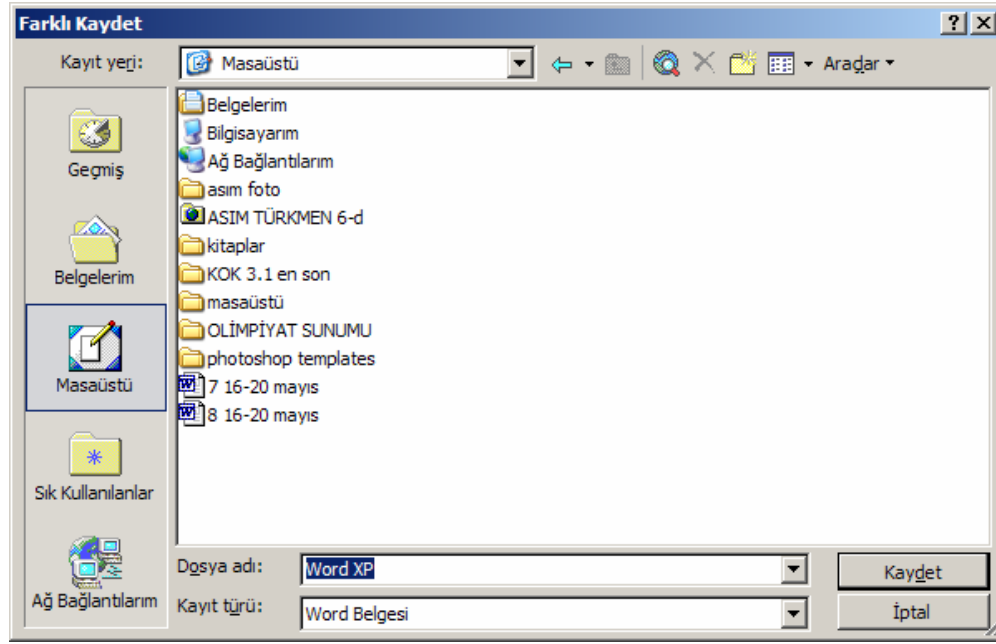 Farklı Kaydet
Kayıt yeri: Masaüstü Araçlar
Geçmiş
Belgelerim
Masaüstü
Sık Kullanılanlar
Ağ Bağlantılarım
Belgelerim
Bilgisayarım
Ağ Bağlantılarım
asım foto
ASIM TÜRKMEN 6-d
kitaplar
KOK 3.1 en son
masaüstü
OLİMPİYAT SUNUMU
photoshop templates
7 16-20 mayıs
8 16-20 mayıs
Dosya adı: Word XP Kaydet
Kayıt türü: Word Belgesi İptal